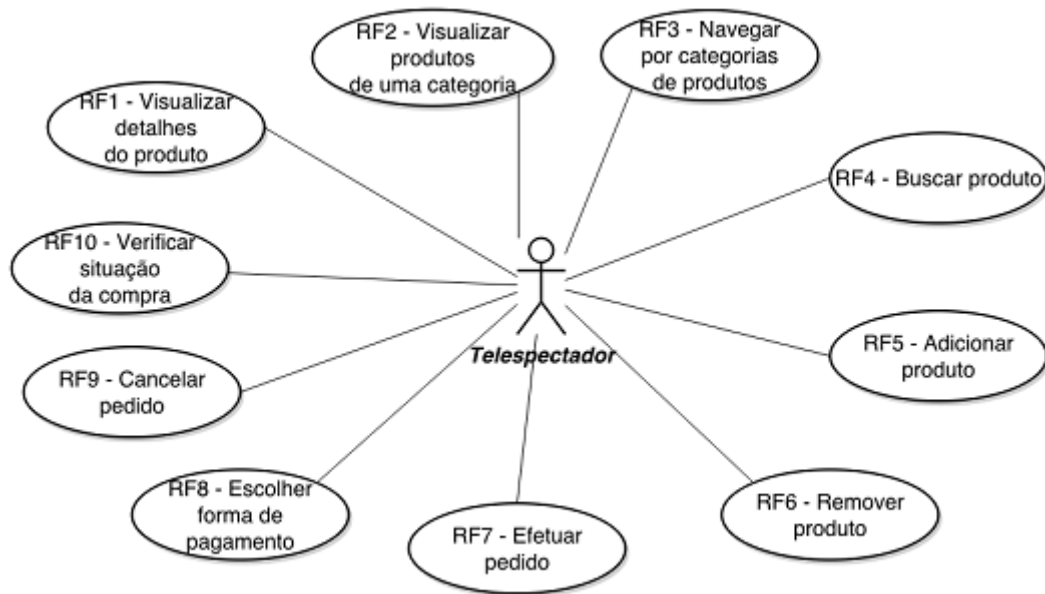 RF2 - Visualizar
produtos
de uma categoria
RF3 - Navegar
por categorias
de produtos
RF1 - Visualizar
detalhes
do produto
RF4 - Buscar produto
RF10 - Verificar
situação
da compra
Telespectador
RF5 - Adicionar
produto
RF9 - Cancelar
pedido
RF8 - Escolher
forma de
pagamento
RF7 - Efetuar
pedido
RF6 - Remover
produto